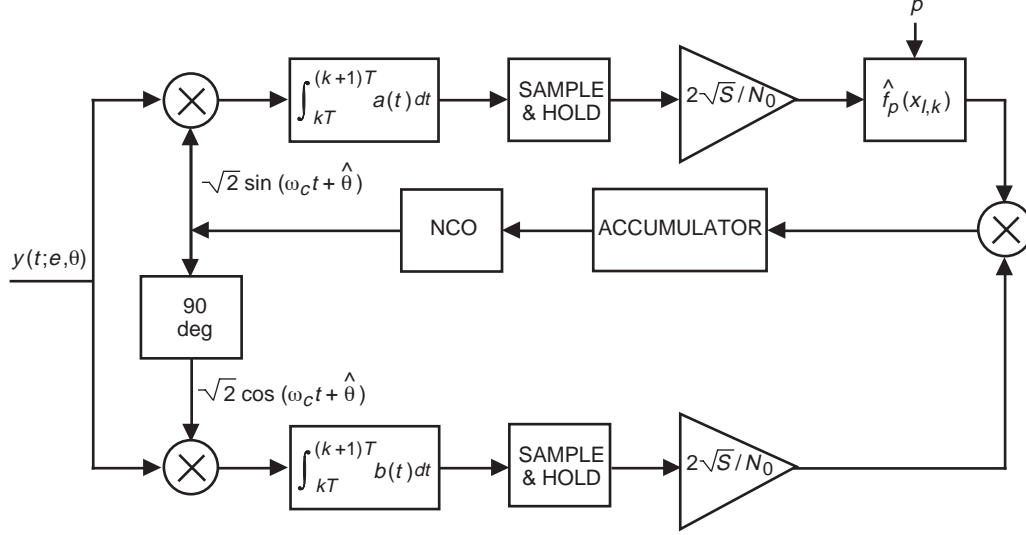 p
∫_{kT}^{(k+1)T} a(t) dt
SAMPLE
& HOLD
2√S/N₀
f̂ₚ(x_{l,k})
√2 sin (ω_c t + θ̂)
NCO
ACCUMULATOR
y(t;e,θ)
90
deg
√2 cos (ω_c t + θ̂)
∫_{kT}^{(k+1)T} b(t) dt
SAMPLE
& HOLD
2√S/N₀